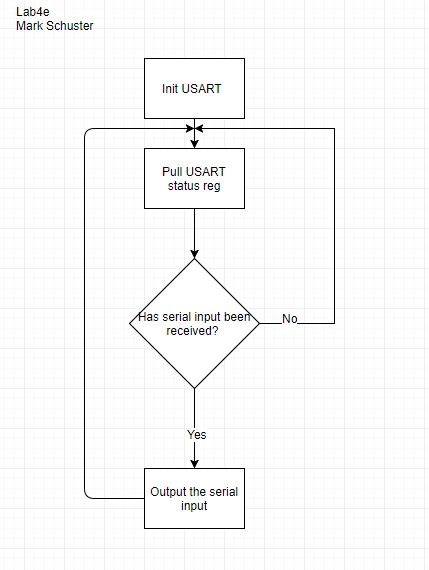 Lab4e
Mark Schuster
Init USART
Pull USART
status reg
Has serial input been
received?
No
Yes
Output the serial
input